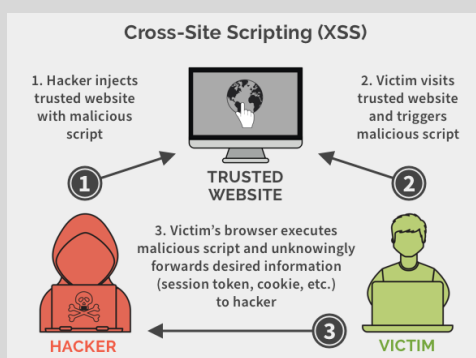 Cross-Site Scripting (XSS)
1. Hacker injects
trusted website
with malicious
script
2. Victim visits
trusted website
and triggers
malicious script
1
TRUSTED
WEBSITE
2
3. Victim's browser executes
malicious script and unknowingly
forwards desired information
(session token, cookie, etc.)
to hacker
3
HACKER
VICTIM